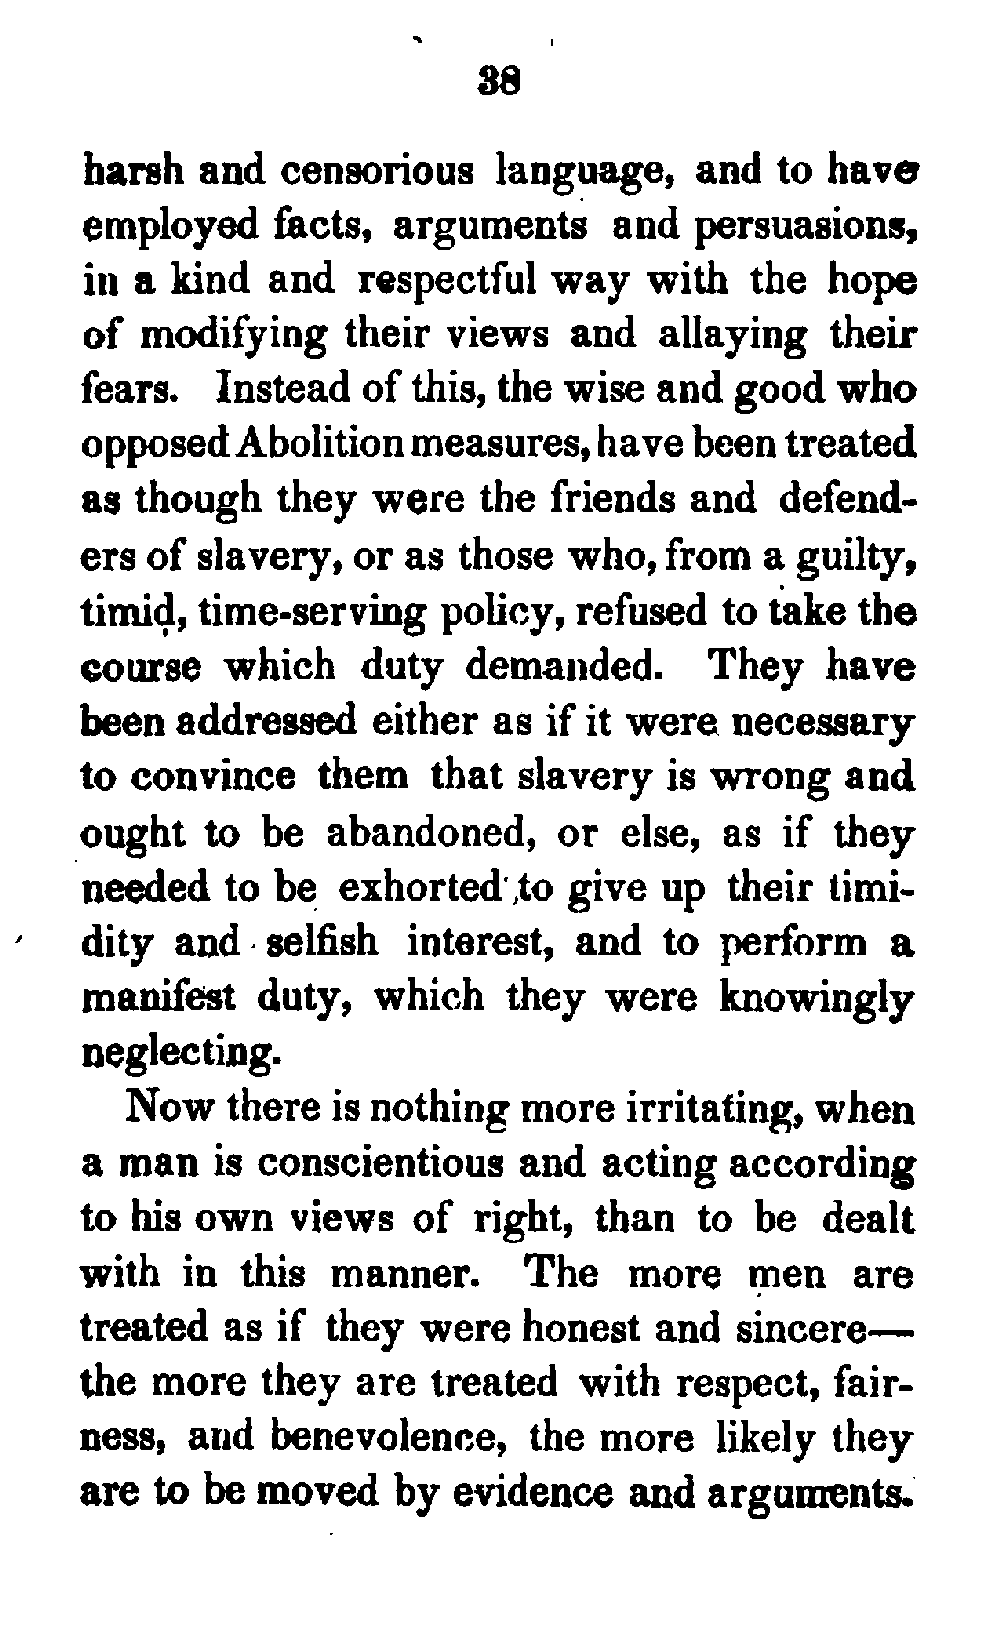 38
harsh and censorious language, and to have
employed facts, arguments and persuasions,
in a kind and respectful way with the hope
of modifying their views and allaying their
fears. Instead of this, the wise and good who
opposed Abolition measures, have been treated
as though they were the friends and defend-
ers of slavery, or as those who, from a guilty,
timid, time-serving policy, refused to take the
course which duty demanded. They have
been addressed either as if it were necessary
to convince them that slavery is wrong and
ought to be abandoned, or else, as if they
needed to be exhorted to give up their timi-
dity and selfish interest, and to perform a
manifest duty, which they were knowingly
neglecting.
Now there is nothing more irritating, when
a man is conscientious and acting according
to his own views of right, than to be dealt
with in this manner. The more men are
treated as if they were honest and sincere—
the more they are treated with respect, fair-
ness, and benevolence, the more likely they
are to be moved by evidence and arguments.